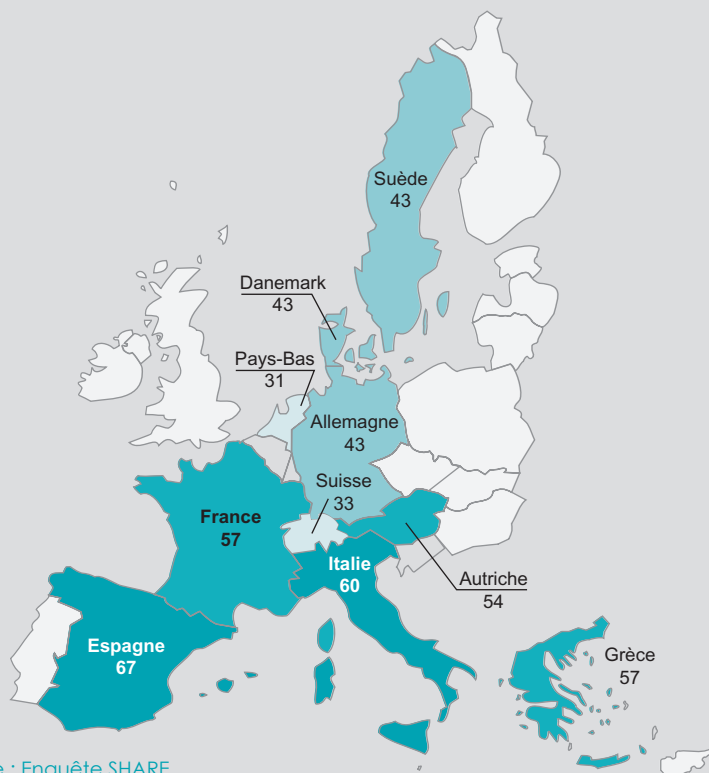 Suède
43
Danemark
43
Pays-Bas
31
Allemagne
43
Suisse
33
France
57
Italie
60
Autriche
54
Espagne
67
Grèce
57
: Enquête SHARE